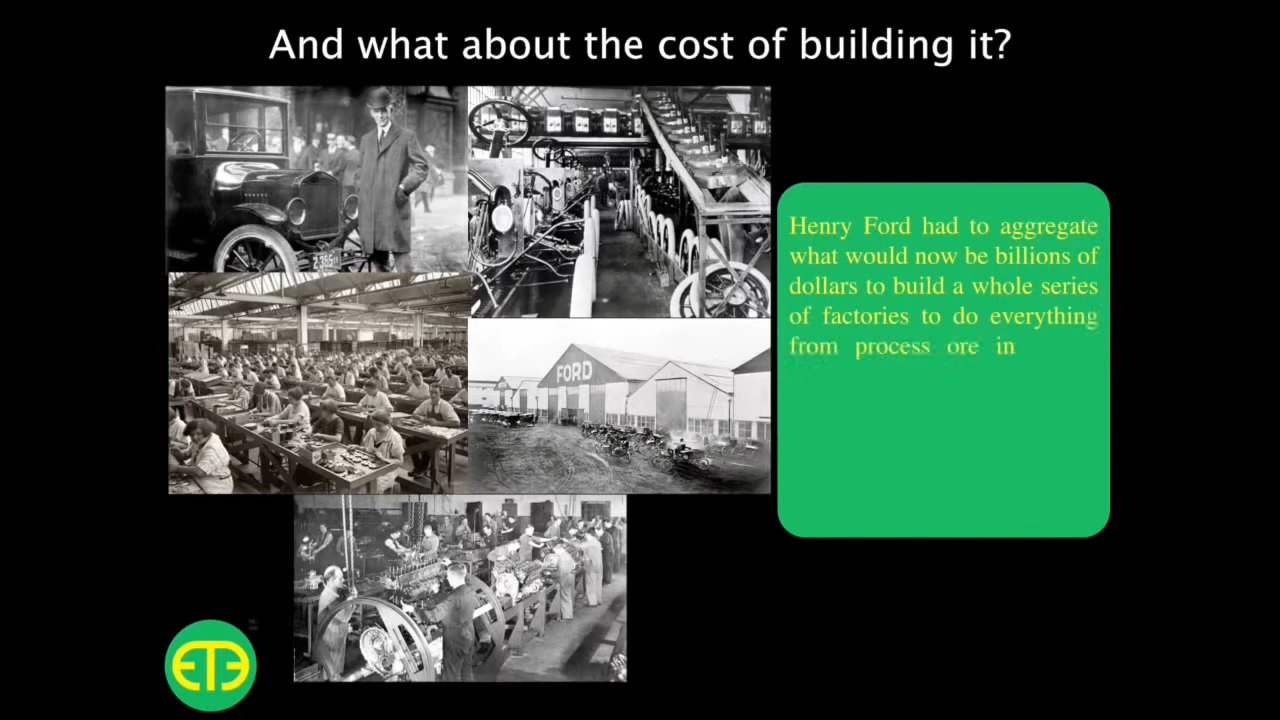 And what about the cost of building it?
Henry Ford had to aggregate
what would now be billions of
dollars to build a whole series
of factories to do everything
from process ore in
FORD
ETE